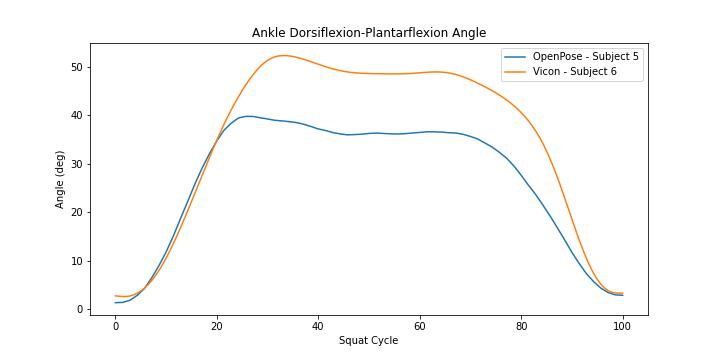 Ankle Dorsiflexion-Plantarflexion Angle
OpenPose - Subject 5
Vicon - Subject 6
Angle (deg)
50
40
30
20
10
0
0 20 40 60 80 100
Squat Cycle